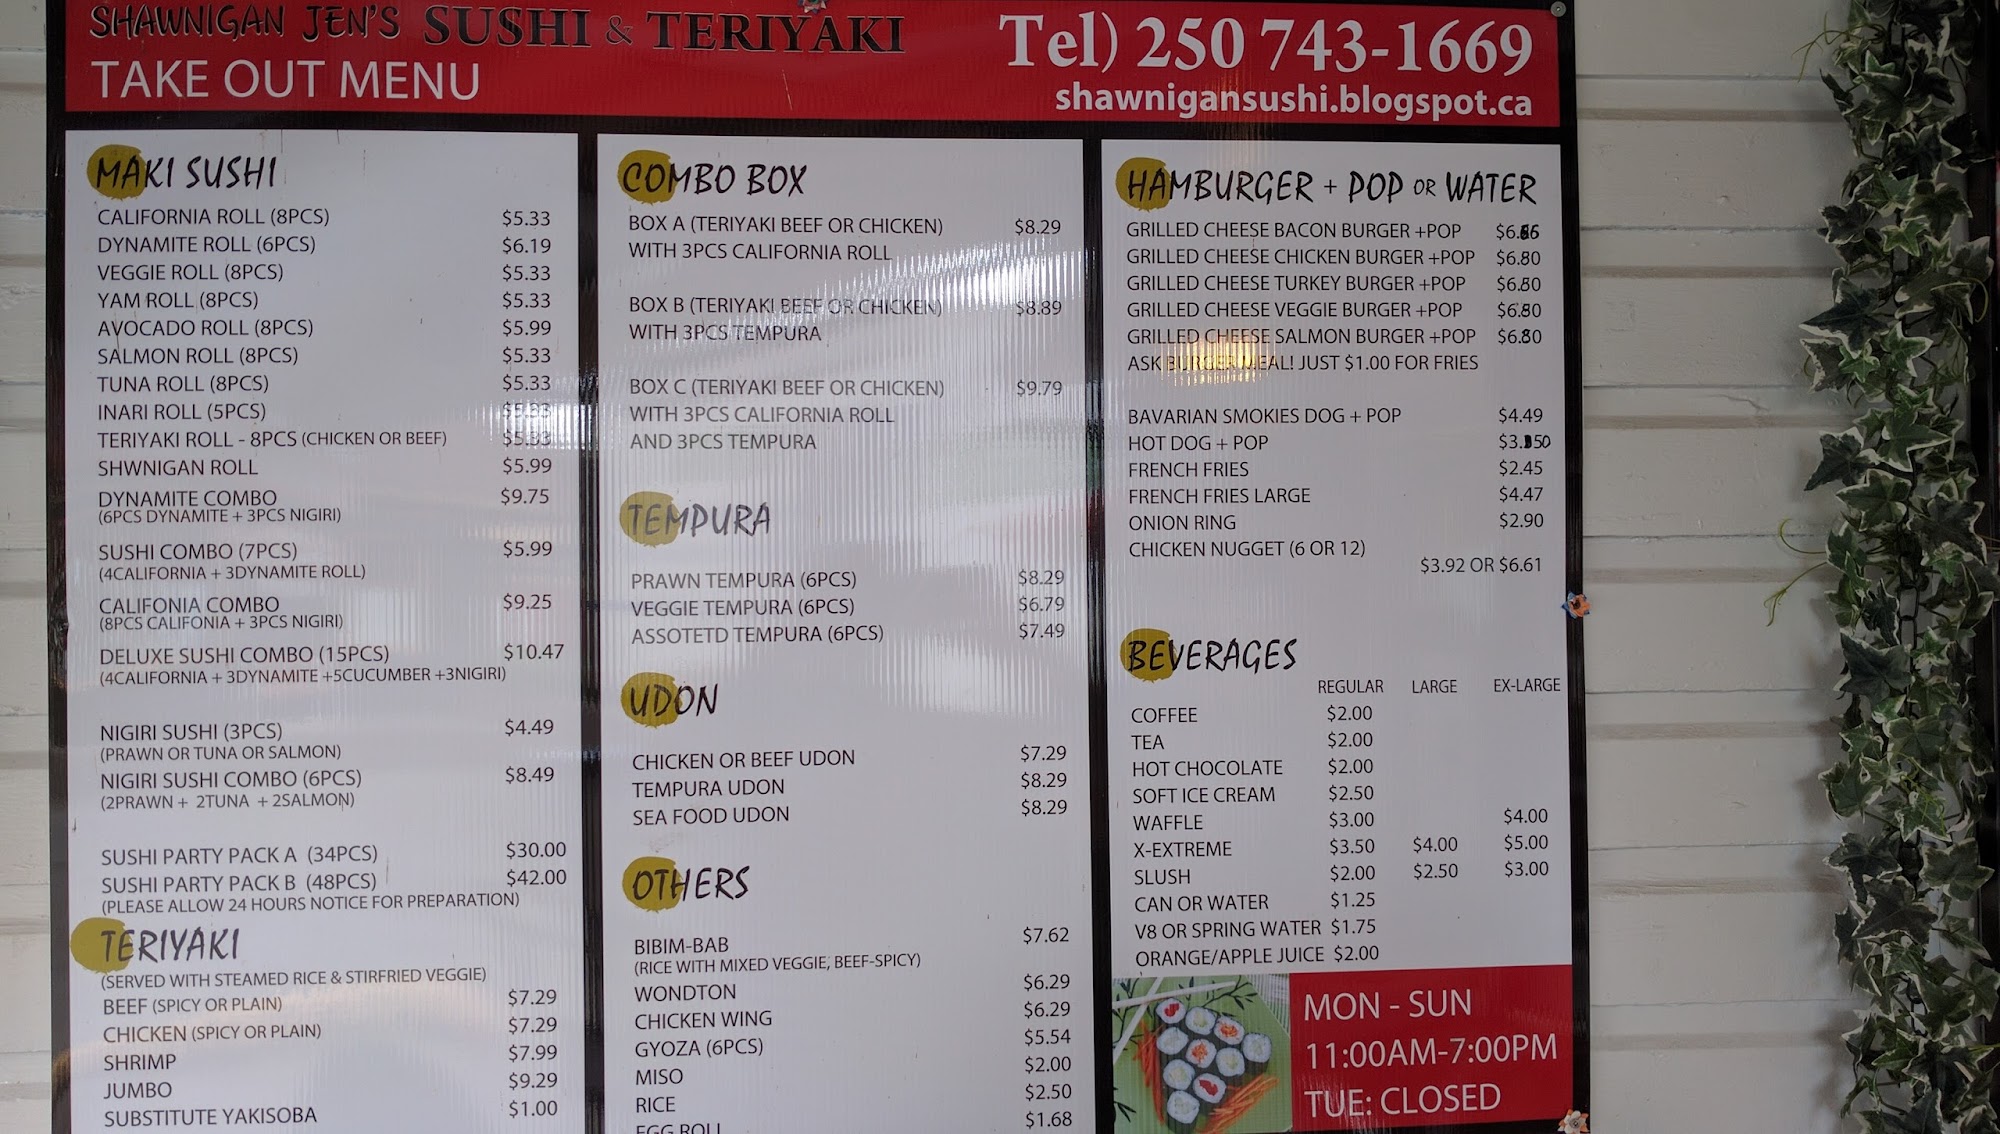 SHAWNIGAN JEN'S SUSHI & TERIYAKI
TAKE OUT MENU
Tel) 250 743-1669
shawnigansushi.blogspot.ca
MAKI SUSHI
CALIFORNIA ROLL (8PCS) $5.33
DYNAMITE ROLL (6PCS) $6.19
VEGGIE ROLL (8PCS) $5.33
YAM ROLL (8PCS) $5.33
AVOCADO ROLL (8PCS) $5.99
SALMON ROLL (8PCS) $5.33
TUNA ROLL (8PCS) $5.33
INARI ROLL (5PCS) $5.33
TERIYAKI ROLL - 8PCS (CHICKEN OR BEEF) $5.33
SHWNIGAN ROLL $5.99
DYNAMITE COMBO $9.75
(6PCS DYNAMITE + 3PCS NIGIRI)
SUSHI COMBO (7PCS) $5.99
(4CALIFORNIA + 3DYNAMITE ROLL)
CALIFONIA COMBO $9.25
(8PCS CALIFONIA + 3PCS NIGIRI)
DELUXE SUSHI COMBO (15PCS) $10.47
(4CALIFORNIA + 3DYNAMITE +5CUCUMBER +3NIGIRI)
NIGIRI SUSHI (3PCS) $4.49
(PRAWN OR TUNA OR SALMON)
NIGIRI SUSHI COMBO (6PCS) $8.49
(2PRAWN + 2TUNA + 2SALMON)
SUSHI PARTY PACK A (34PCS) $30.00
SUSHI PARTY PACK B (48PCS) $42.00
(PLEASE ALLOW 24 HOURS NOTICE FOR PREPARATION)
TERIYAKI
(SERVED WITH STEAMED RICE & STIRFRIED VEGGIE)
BEEF (SPICY OR PLAIN) $7.29
CHICKEN (SPICY OR PLAIN) $7.29
SHRIMP $7.99
JUMBO $9.29
SUBSTITUTE YAKISOBA $1.00
COMBO BOX
BOX A (TERIYAKI BEEF OR CHICKEN) $8.29
WITH 3PCS CALIFORNIA ROLL
BOX B (TERIYAKI BEEF OR CHICKEN) $8.89
WITH 3PCS TEMPURA
BOX C (TERIYAKI BEEF OR CHICKEN) $9.79
WITH 3PCS CALIFORNIA ROLL
AND 3PCS TEMPURA
TEMPURA
PRAWN TEMPURA (6PCS) $8.29
VEGGIE TEMPURA (6PCS) $6.79
ASSOTETD TEMPURA (6PCS) $7.49
UDON
CHICKEN OR BEEF UDON $7.29
TEMPURA UDON $8.29
SEA FOOD UDON $8.29
OTHERS
BIBIM-BAB $7.62
(RICE WITH MIXED VEGGIE, BEEF-SPICY)
WONDTON $6.29
CHICKEN WING $6.29
GYOZA (6PCS) $5.54
MISO $2.00
RICE $2.50
EGG ROLL $1.68
HAMBURGER + POP OR WATER
GRILLED CHEESE BACON BURGER +POP
GRILLED CHEESE CHICKEN BURGER +POP $6.80
GRILLED CHEESE TURKEY BURGER +POP $6.80
GRILLED CHEESE VEGGIE BURGER +POP $6.80
GRILLED CHEESE SALMON BURGER +POP $6.80
ASK BURGER MEAL! JUST $1.00 FOR FRIES
BAVARIAN SMOKIES DOG + POP $4.49
HOT DOG + POP
FRENCH FRIES $2.45
FRENCH FRIES LARGE $4.47
ONION RING $2.90
CHICKEN NUGGET (6 OR 12)
$3.92 OR $6.61
BEVERAGES
REGULAR LARGE EX-LARGE
COFFEE $2.00
TEA $2.00
HOT CHOCOLATE $2.00
SOFT ICE CREAM $2.50
WAFFLE $3.00 $4.00
X-EXTREME $3.50 $4.00 $5.00
SLUSH $2.00 $2.50 $3.00
CAN OR WATER $1.25
V8 OR SPRING WATER $1.75
ORANGE/APPLE JUICE $2.00
MON - SUN
11:00AM-7:00PM
TUE: CLOSED